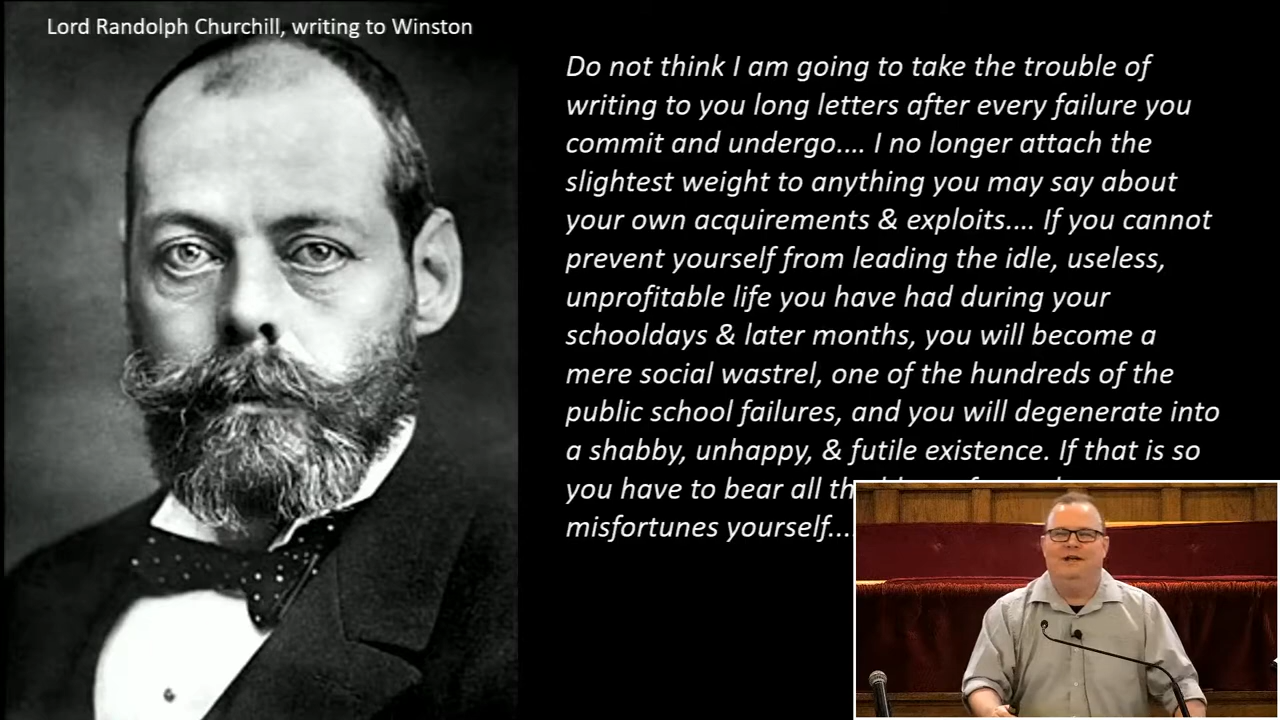 Lord Randolph Churchill, writing to Winston
Do not think I am going to take the trouble of
writing to you long letters after every failure you
commit and undergo.... I no longer attach the
slightest weight to anything you may say about
your own acquirements & exploits.... If you cannot
prevent yourself from leading the idle, useless,
unprofitable life you have had during your
schooldays & later months, you will become a
mere social wastrel, one of the hundreds of the
public school failures, and you will degenerate into
a shabby, unhappy, & futile existence. If that is so
you have to bear all
misfortunes yourself...